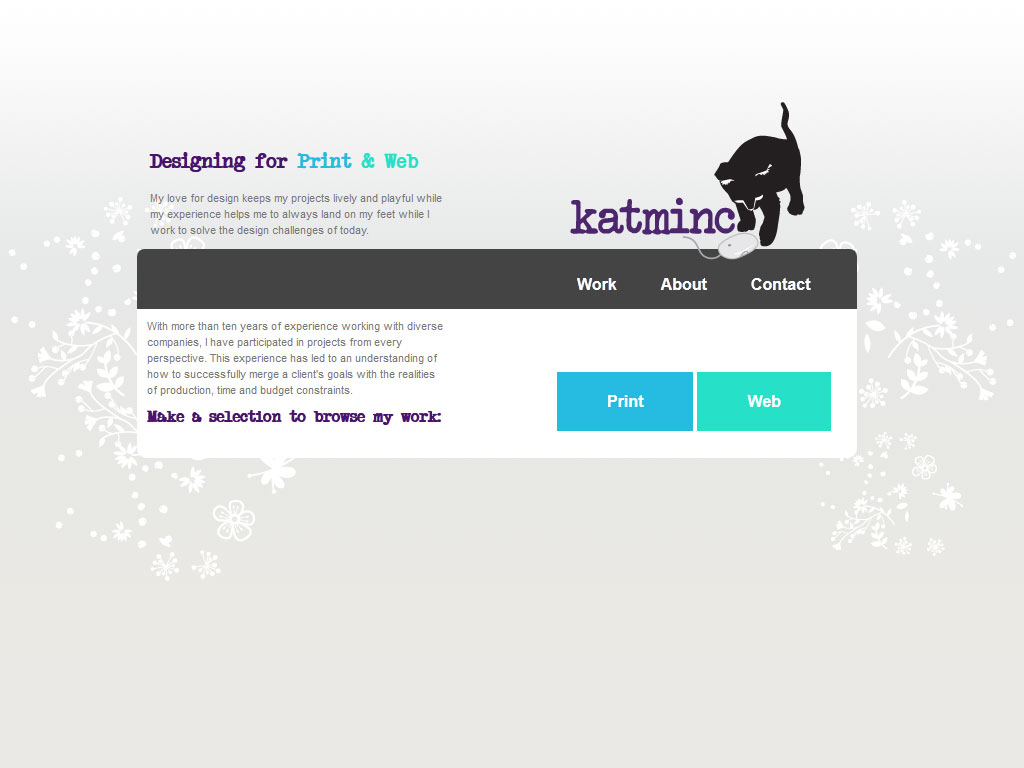 Designing for Print & Web
My love for design keeps my projects lively and playful while
my experience helps me to always land on my feet while I
work to solve the design challenges of today.
katminc
Work About Contact
With more than ten years of experience working with diverse
companies, I have participated in projects from every
perspective. This experience has led to an understanding of
how to successfully merge a client's goals with the realities
of production, time and budget constraints.
Make a selection to browse my work:
Print Web